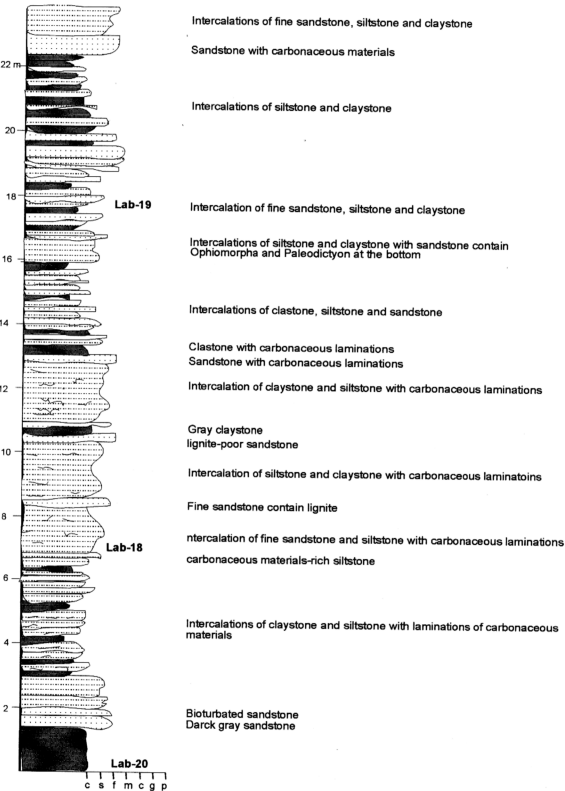 Intercalations of fine sandstone, siltstone and claystone
Sandstone with carbonaceous materials
22 m
Intercalations of siltstone and claystone
20
18
Lab-19
Intercalation of fine sandstone, siltstone and claystone
Intercalations of siltstone and claystone with sandstone contain
Ophiomorpha and Paleodictyon at the bottom
16
Intercalations of clastone, siltstone and sandstone
14
Clastone with carbonaceous laminations
Sandstone with carbonaceous laminations
12
Intercalation of claystone and siltstone with carbonaceous laminations
Gray claystone
lignite-poor sandstone
10
Intercalation of siltstone and claystone with carbonaceous laminatoins
Fine sandstone contain lignite
8
ntercalation of fine sandstone and siltstone with carbonaceous laminations
Lab-18
carbonaceous materials-rich siltstone
6
Intercalations of claystone and siltstone with laminations of carbonaceous
materials
4
2
Bioturbated sandstone
Darck gray sandstone
Lab-20
c s f m c g p